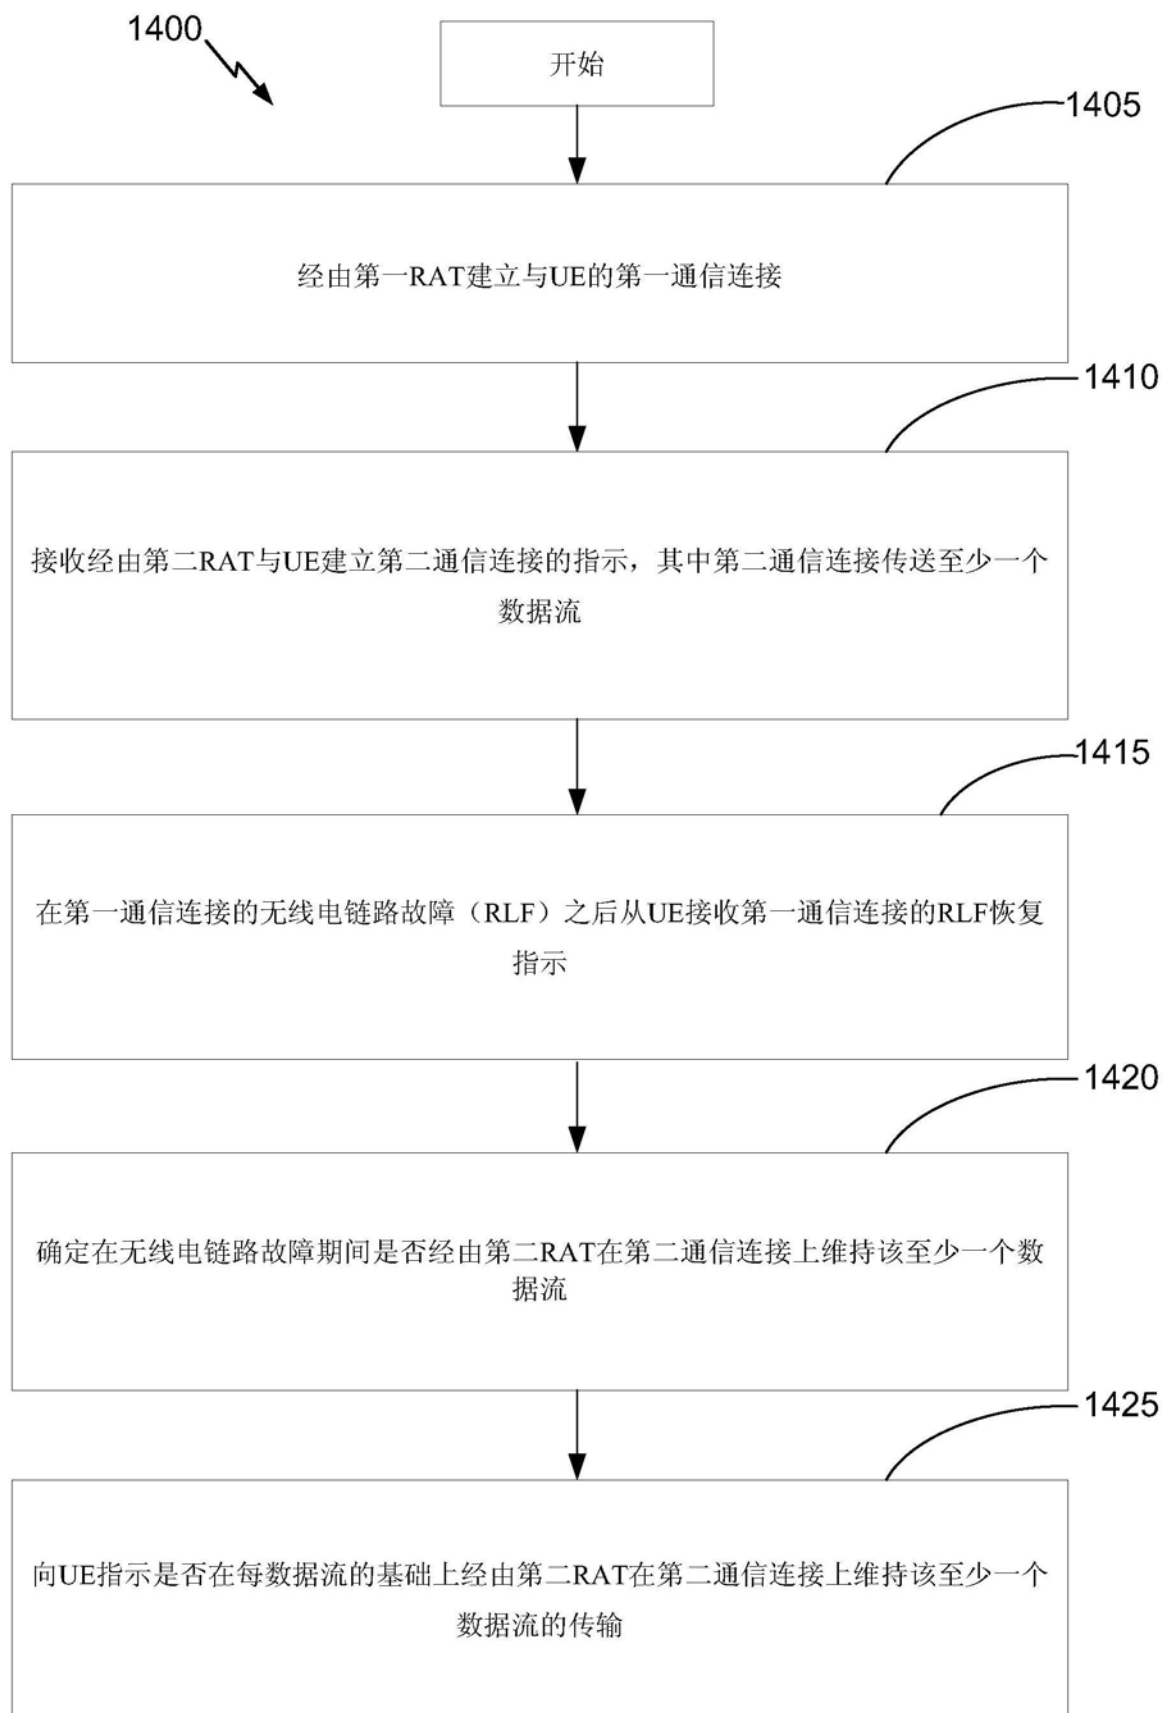 1400
开始
1405
经由第一RAT建立与UE的第一通信连接
1410
接收经由第二RAT与UE建立第二通信连接的指示，其中第二通信连接传送至少一个
数据流
1415
在第一通信连接的无线电链路故障（RLF）之后从UE接收第一通信连接的RLF恢复
指示
1420
确定在无线电链路故障期间是否经由第二RAT在第二通信连接上维持该至少一个数
据流
1425
向UE指示是否在每数据流的基础上经由第二RAT在第二通信连接上维持该至少一个
数据流的传输